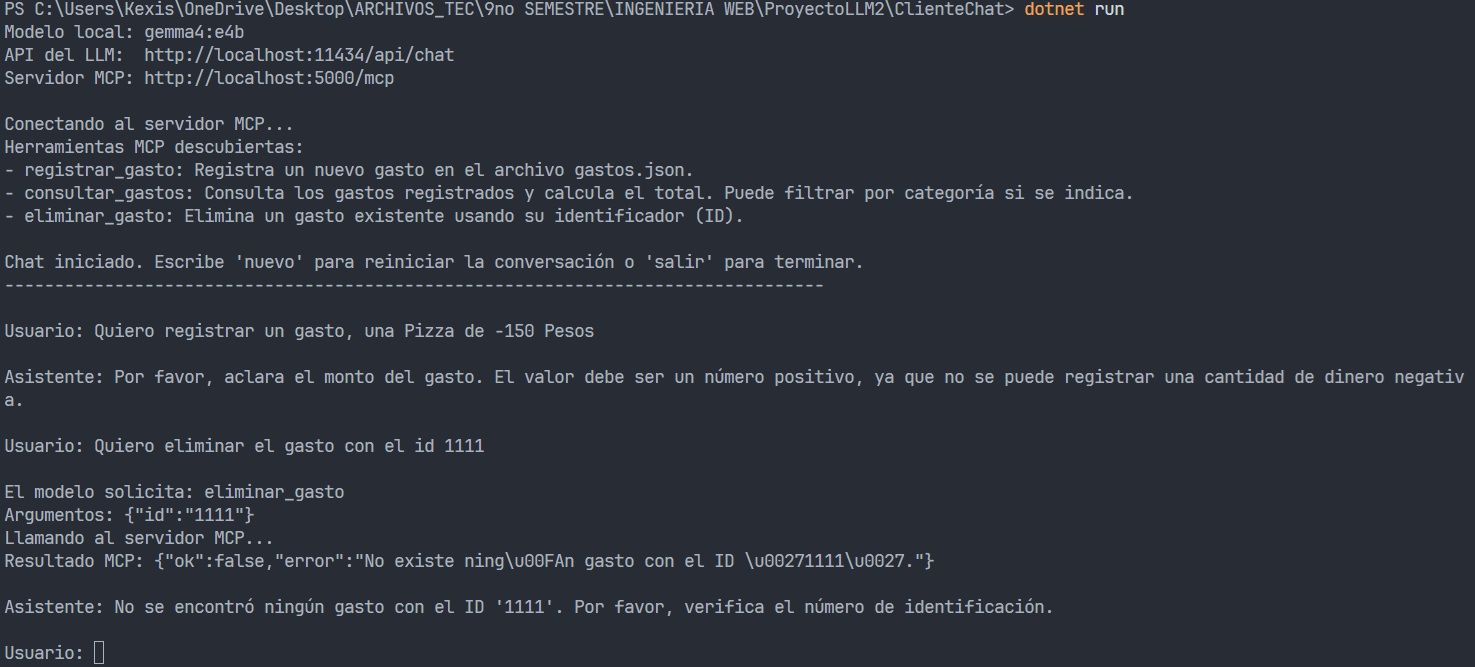 PS C:\Users\Kexis\OneDrive\Desktop\ARCHIVOS_TEC\9no SEMESTRE\INGENIERIA WEB\ProyectoLLM2\ClienteChat> dotnet run
Modelo local: gemma4:e4b
API del LLM:  http://localhost:11434/api/chat
Servidor MCP: http://localhost:5000/mcp
Conectando al servidor MCP...
Herramientas MCP descubiertas:
- registrar_gasto: Registra un nuevo gasto en el archivo gastos.json.
- consultar_gastos: Consulta los gastos registrados y calcula el total. Puede filtrar por categoría si se indica.
- eliminar_gasto: Elimina un gasto existente usando su identificador (ID).
Chat iniciado. Escribe 'nuevo' para reiniciar la conversación o 'salir' para terminar.
----------------------------------------------------------------------------------
Usuario: Quiero registrar un gasto, una Pizza de -150 Pesos
Asistente: Por favor, aclara el monto del gasto. El valor debe ser un número positivo, ya que no se puede registrar una cantidad de dinero negativ
a.
Usuario: Quiero eliminar el gasto con el id 1111
El modelo solicita: eliminar_gasto
Argumentos: {"id":"1111"}
Llamando al servidor MCP...
Resultado MCP: {"ok":false,"error":"No existe ning\u00FAn gasto con el ID \u00271111\u0027."}
Asistente: No se encontró ningún gasto con el ID '1111'. Por favor, verifica el número de identificación.
Usuario: